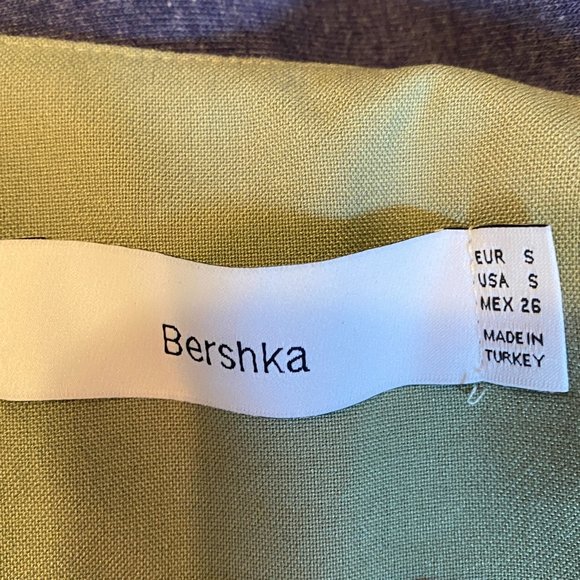 Bershka
EUR S
USA S
MEX 26
MADE IN
TURKEY